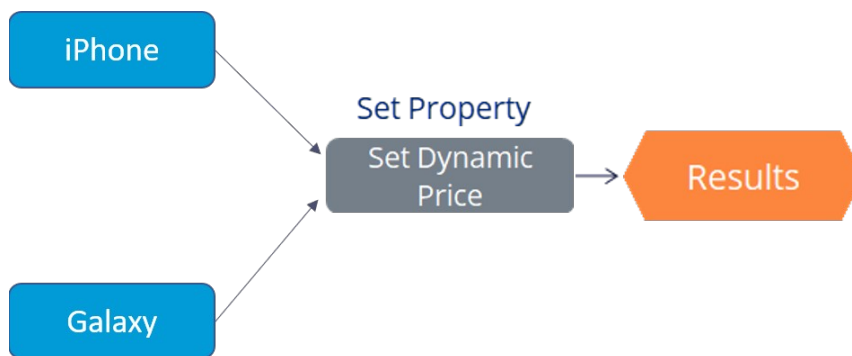 iPhone
Set Property
Set Dynamic
Price
Results
Galaxy